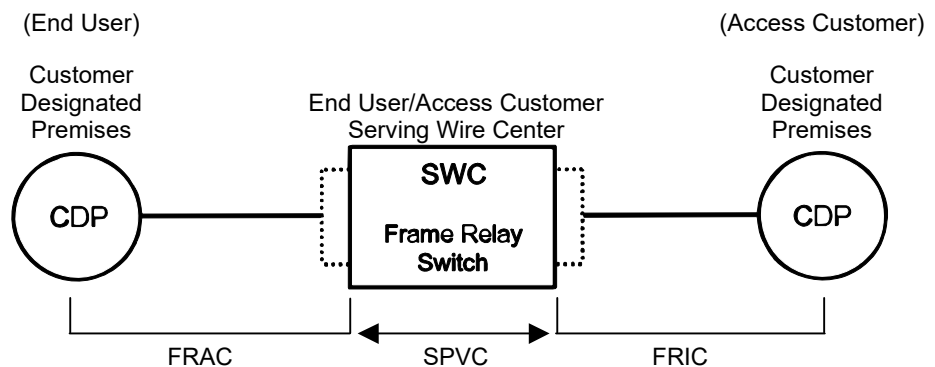 (End User)
(Access Customer)
Customer
Designated
Premises
End User/Access Customer
Serving Wire Center
Customer
Designated
Premises
CDP
SWC
Frame Relay
Switch
CDP
FRAC
SPVC
FRIC